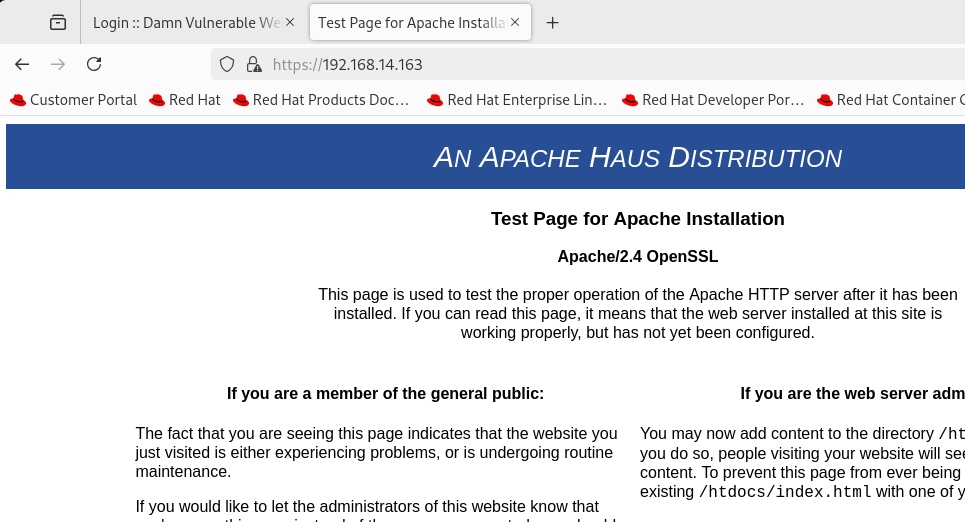 Login :: Damn Vulnerable We
Test Page for Apache Installa
https://192.168.14.163
Customer Portal Red Hat Red Hat Products Doc… Red Hat Enterprise Lin… Red Hat Developer Por… Red Hat Container C
AN APACHE HAUS DISTRIBUTION
Test Page for Apache Installation
Apache/2.4 OpenSSL
This page is used to test the proper operation of the Apache HTTP server after it has been
installed. If you can read this page, it means that the web server installed at this site is
working properly, but has not yet been configured.
If you are a member of the general public:
The fact that you are seeing this page indicates that the website you
just visited is either experiencing problems, or is undergoing routine
maintenance.
If you would like to let the administrators of this website know that
If you are the web server adm
You may now add content to the directory /ht
you do so, people visiting your website will see
content. To prevent this page from ever being
existing /htdocs/index.html with one of y